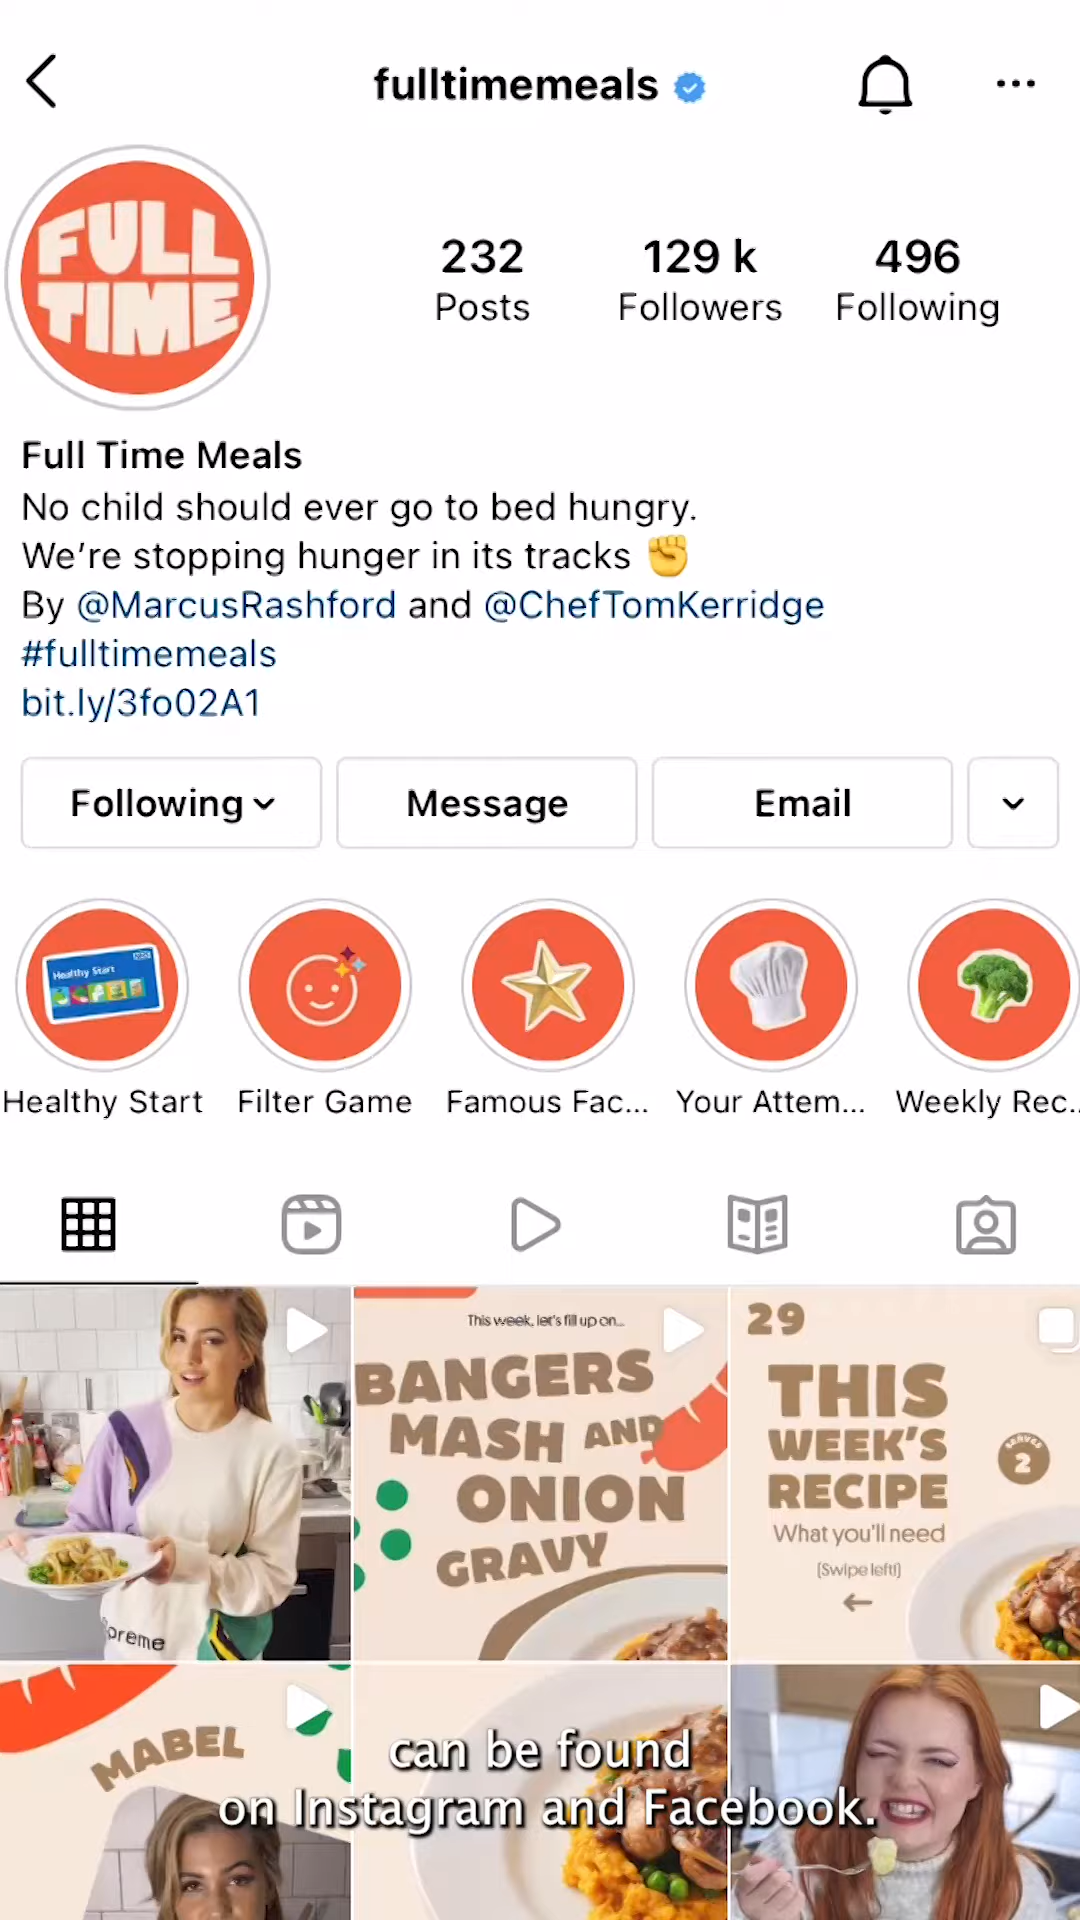 fulltimemeals
FULL
TIME
232
129 k
496
Posts
Followers
Following
Full Time Meals
No child should ever go to bed hungry.
We're stopping hunger in its tracks ✊
By @MarcusRashford and @ChefTomKerridge
#fulltimemeals
bit.ly/3fo02A1
Following
Message
Email
Healthy Start
NHS
Healthy Start
Filter Game
Famous Fac...
Your Attem...
Weekly Rec...
preme
This week, let's fill up on...
BANGERS
MASH AND
ONION
GRAVY
29
THIS
WEEK'S
RECIPE
What you'll need
(Swipe left!)
SERVES
2
MABEL
can be found
on Instagram and Facebook.